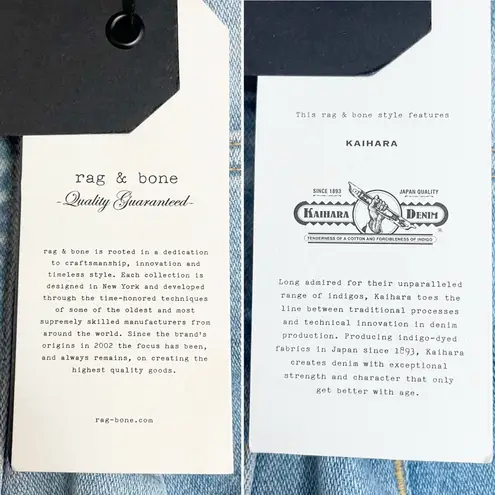 rag & bone
-Quality Guaranteed-
rag & bone is rooted in a dedication
to craftsmanship, innovation and
timeless style. Each collection is
designed in New York and developed
through the time-honored techniques
of some of the oldest and most
supremely skilled manufacturers from
around the world. Since the brand's
origins in 2002 the focus has been,
and always remains, on creating the
highest quality goods.
rag-bone.com
This rag & bone style features
KAIHARA
SINCE 1893 JAPAN QUALITY
KAIHARA DENIM
TENDERNESS OF A COTTON AND FORCIBLENESS OF INDIGO
Long admired for their unparalleled
range of indigos, Kaihara toes the
line between traditional processes
and technical innovation in denim
production. Producing indigo-dyed
fabrics in Japan since 1893, Kaihara
creates denim with exceptional
strength and character that only
get better with age.